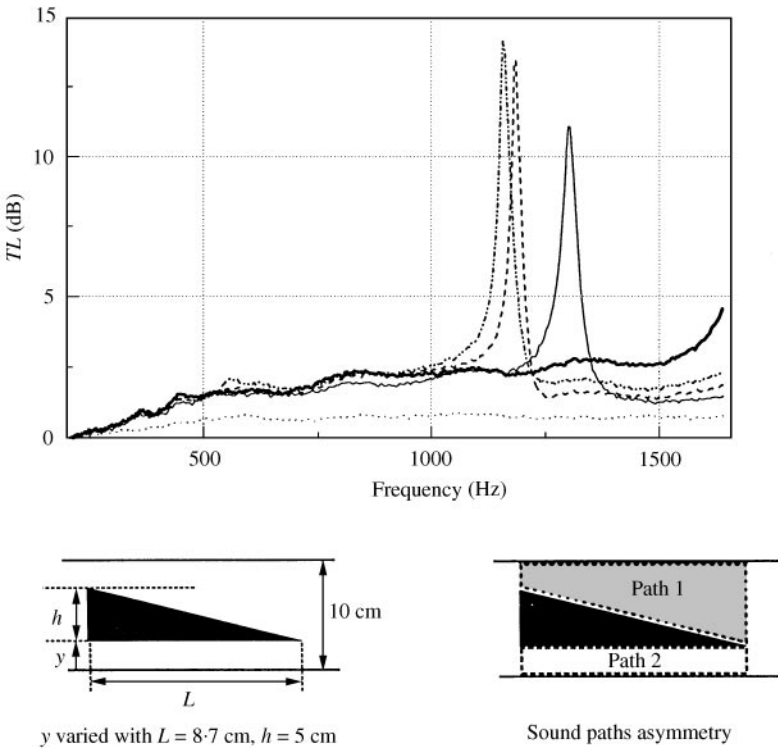 15
10
5
0
TL (dB)
500
1000
1500
Frequency (Hz)
h
y
L
10 cm
Path 1
Path 2
y varied with L = 8·7 cm, h = 5 cm
Sound paths asymmetry